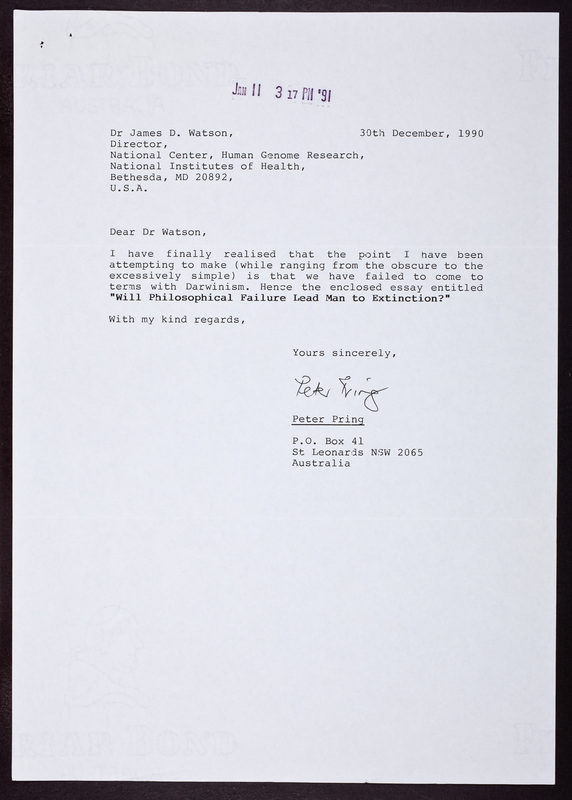 Jan 11 3 17 PM '91
Dr James D. Watson, 30th December, 1990
Director,
National Center, Human Genome Research,
National Institutes of Health,
Bethesda, MD 20892,
U.S.A.
Dear Dr Watson,
I have finally realised that the point I have been
attempting to make (while ranging from the obscure to the
excessively simple) is that we have failed to come to
terms with Darwinism. Hence the enclosed essay entitled
"Will Philosophical Failure Lead Man to Extinction?"
With my kind regards,
Yours sincerely,
Peter Pring
Peter Pring
P.O. Box 41
St Leonards NSW 2065
Australia